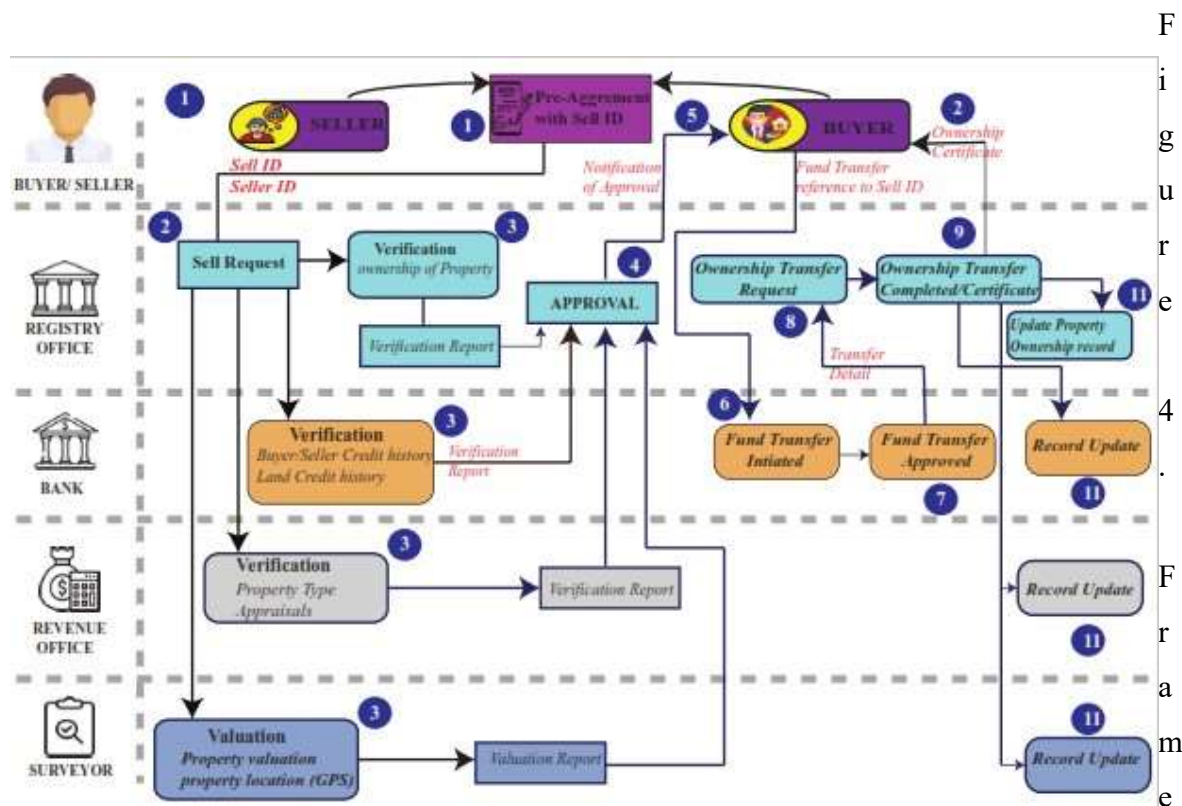 1
SELLER
Sell ID
Seller ID
1
Pre-Aggrement
with Sell ID
5
BUYER
2
Ownership
Certificate
Notification
of Approval
Fund Transfer
reference to Sell ID
BUYER/ SELLER
2
Sell Request
3
Verification
ownership of Property
Verification Report
4
APPROVAL
Ownership Transfer
Request
8
9
Ownership Transfer
Completed/Certificate
11
Update Property
Ownership record
Transfer
Detail
REGISTRY
OFFICE
3
Verification
Buyer/Seller Credit history
Land Credit history
Verification
Report
6
Fund Transfer
Intiated
Fund Transfer
Approved
7
Record Update
11
BANK
3
Verification
Property Type
Appraisals
Verification Report
Record Update
11
REVENUE
OFFICE
3
Valuation
Property valuation
property location (GPS)
Valuation Report
11
Record Update
SURVEYOR
F
i
g
u
r
e
4
.
F
r
a
m
e